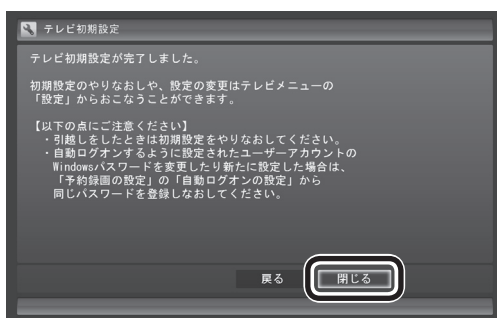 テレビ初期設定
テレビ初期設定が完了しました。
初期設定のやりなおしや、設定の変更はテレビメニューの
「設定」からおこなうことができます。
【以下の点にご注意ください】
・引越しをしたときは初期設定をやりなおしてください。
・自動ログオンするように設定されたユーザーアカウントの
Windowsパスワードを変更したり新たに設定した場合は、
「予約録画の設定」の「自動ログオンの設定」から
同じパスワードを登録しなおしてください。
戻る
閉じる